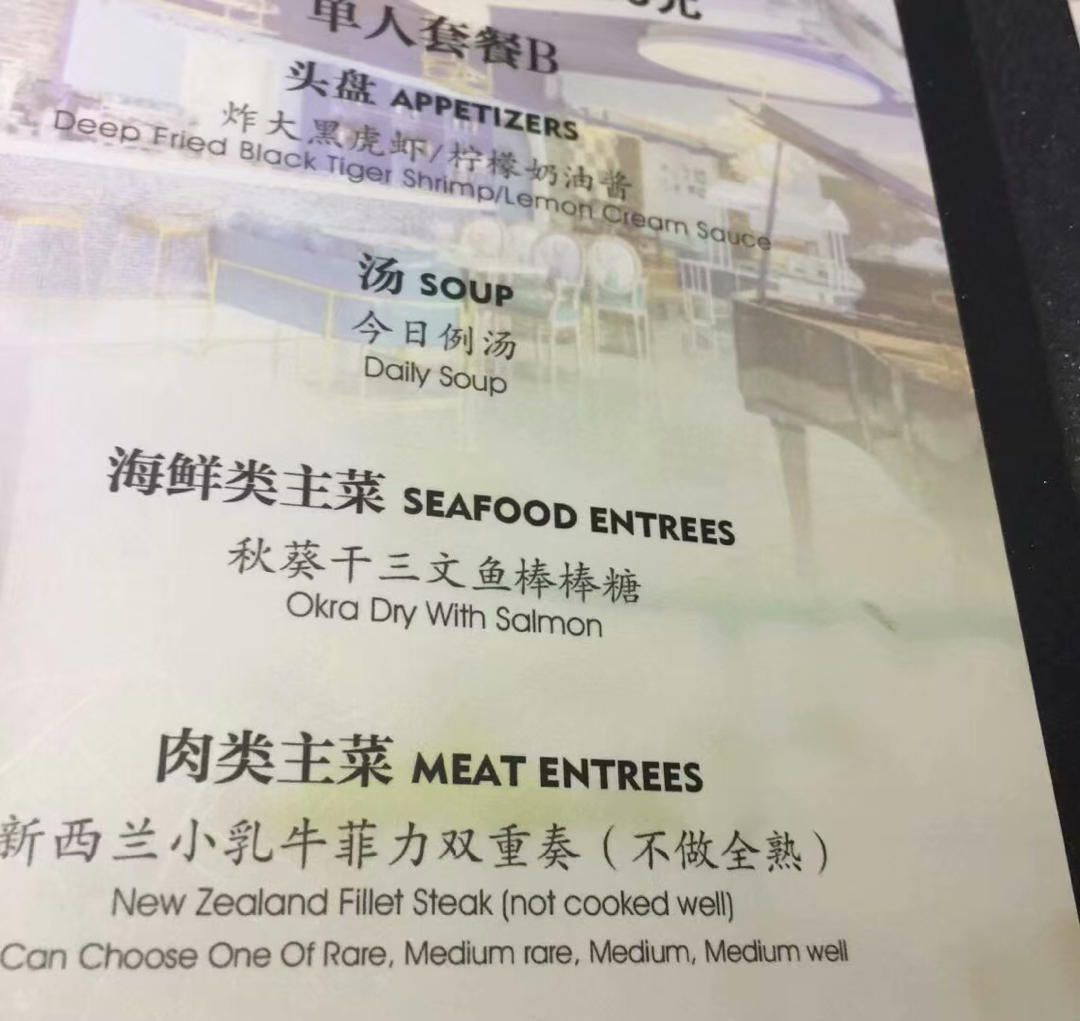 元
单人套餐B
头盘 APPETIZERS
炸大黑虎虾/柠檬奶油酱
Deep Fried Black Tiger Shrimp/Lemon Cream Sauce
汤 SOUP
今日例汤
Daily Soup
海鲜类主菜 SEAFOOD ENTREES
秋葵干三文鱼棒棒糖
Okra Dry With Salmon
肉类主菜 MEAT ENTREES
新西兰小乳牛菲力双重奏（不做全熟）
New Zealand Fillet Steak (not cooked well)
Can Choose One Of Rare, Medium rare, Medium, Medium well